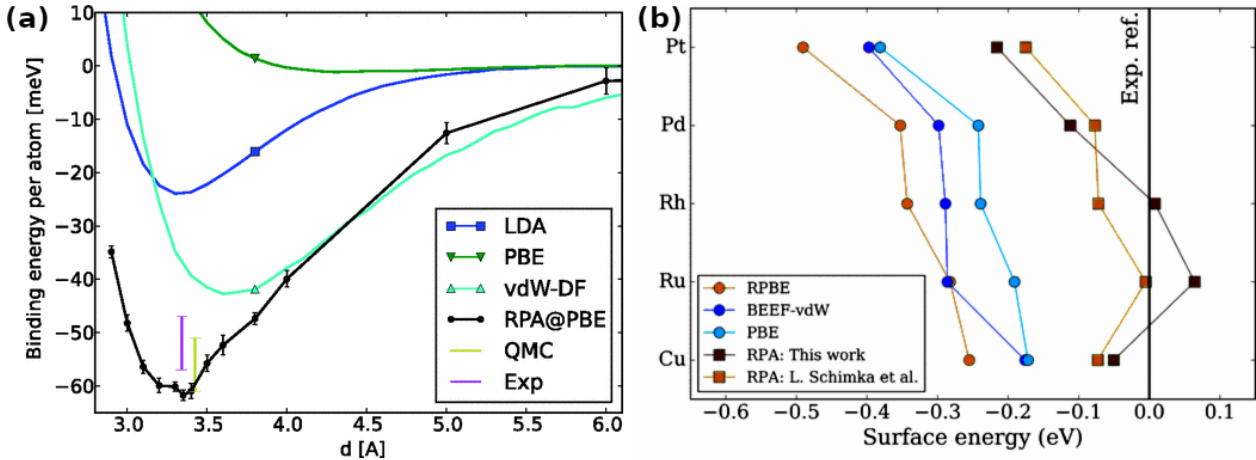 (a)
Binding energy per atom [meV]
10
0
−10
−20
−30
−40
−50
−60
3.0 3.5 4.0 4.5 5.0 5.5 6.0
d [A]
LDA
PBE
vdW-DF
RPA@PBE
QMC
Exp
(b)
Pt
Pd
Rh
Ru
Cu
Exp. ref.
RPBE
BEEF-vdW
PBE
RPA: This work
RPA: L. Schimka et al.
−0.6 −0.5 −0.4 −0.3 −0.2 −0.1 0.0 0.1
Surface energy (eV)